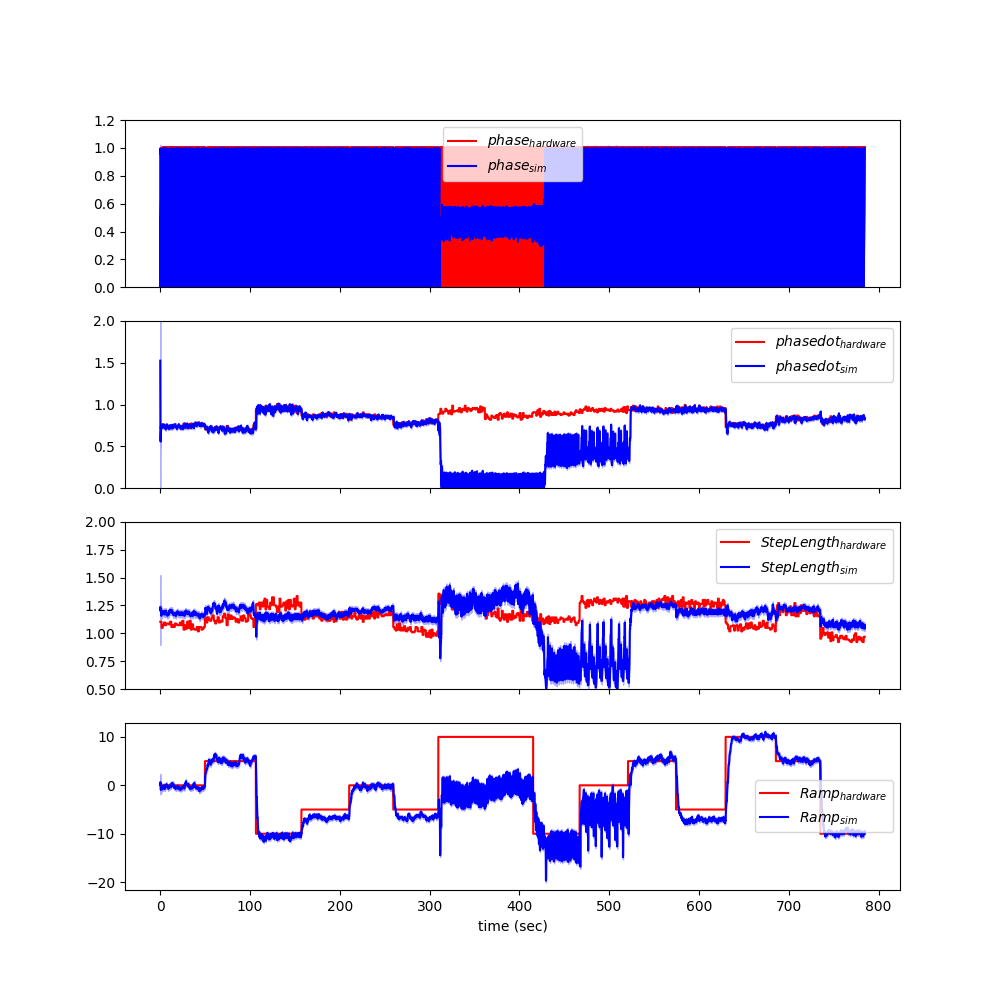 1.2
1.0
0.8
0.6
0.4
0.2
0.0
phase_hardware
phase_sim
2.0
1.5
1.0
0.5
0.0
phasedot_hardware
phasedot_sim
2.00
1.75
1.50
1.25
1.00
0.75
0.50
StepLength_hardware
StepLength_sim
10
0
−10
−20
Ramp_hardware
Ramp_sim
0 100 200 300 400 500 600 700 800
time (sec)